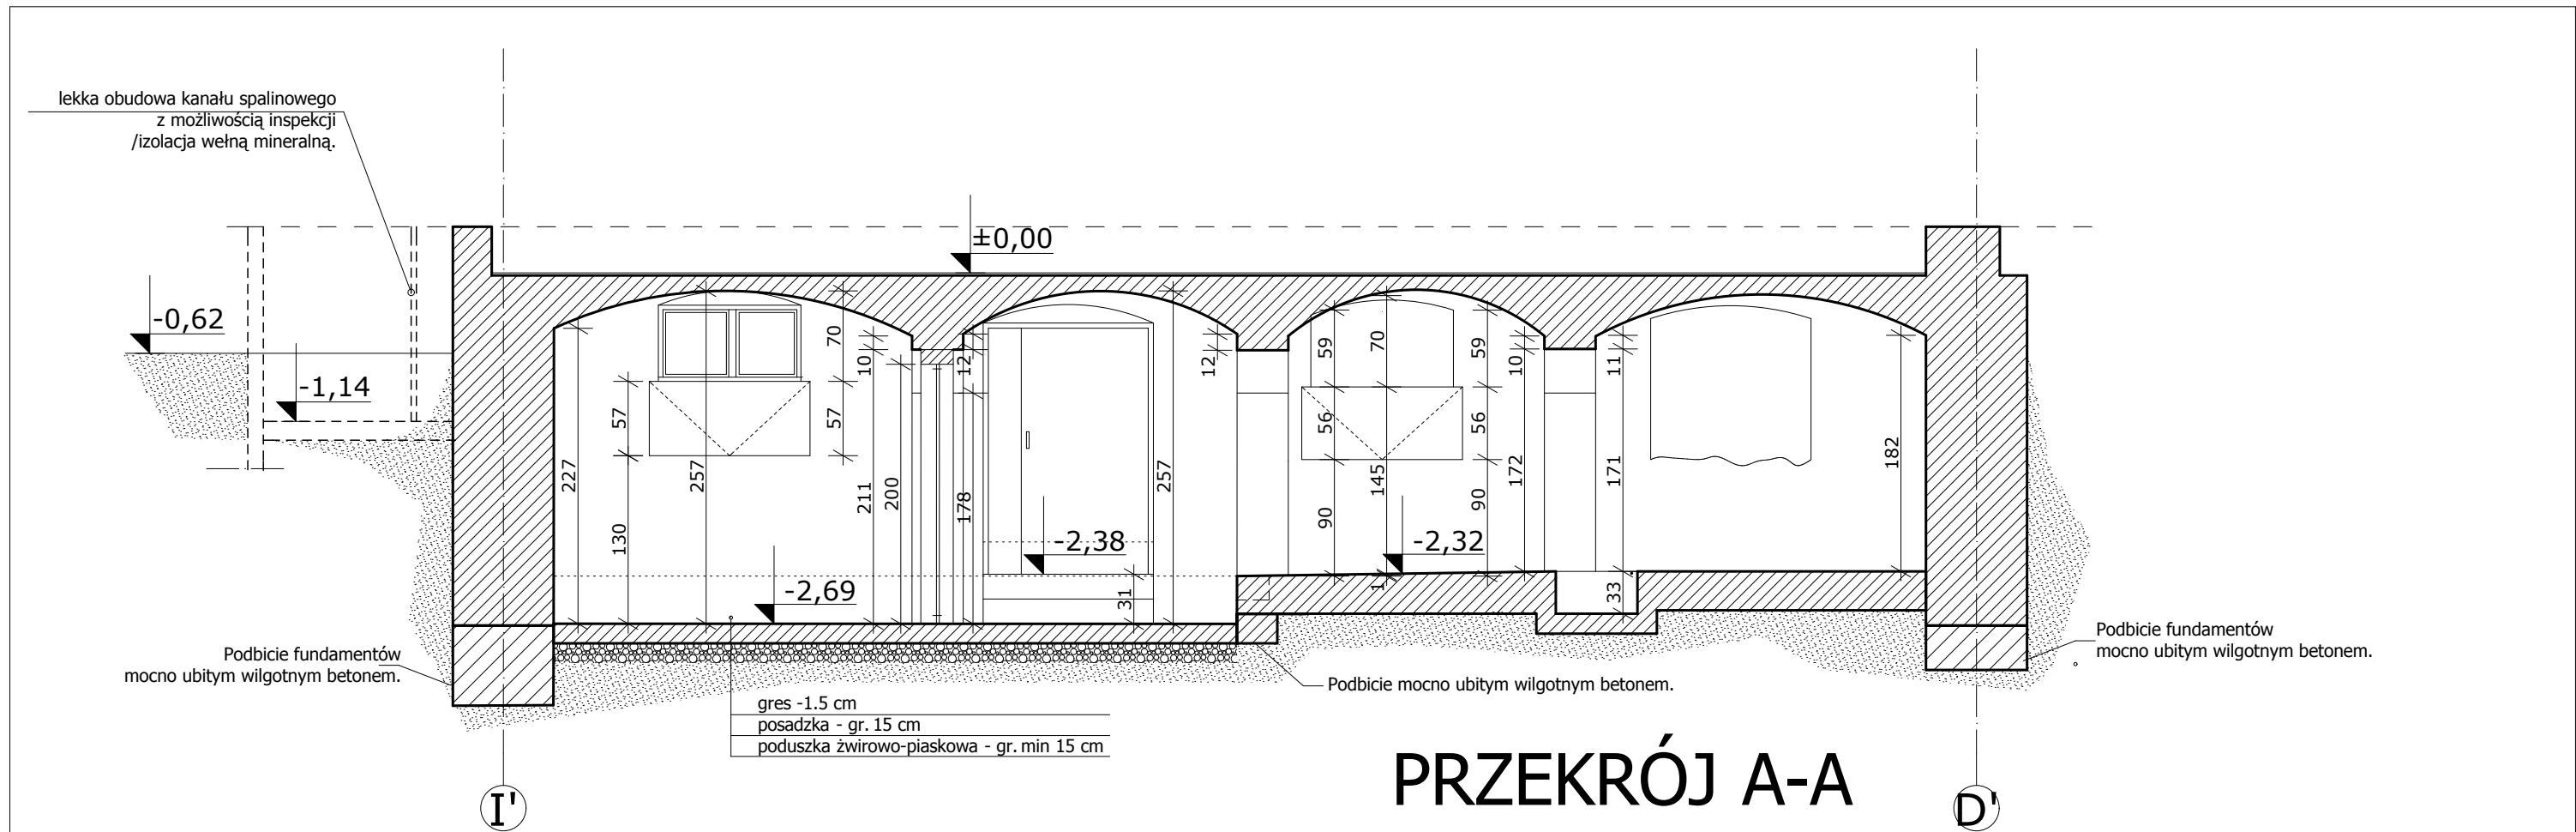 lekka obudowa kanału spalinowego
z możliwością inspekcji
/izolacja wełną mineralną.
±0,00
-0,62
-1,14
70
10
12
12
59
70
59
10
11
57
57
227
257
211
200
178
257
56
145
56
172
171
182
130
90
90
-2,38
-2,32
-2,69
31
1
33
Podbicie fundamentów
mocno ubitym wilgotnym betonem.
Podbicie fundamentów
mocno ubitym wilgotnym betonem.
Podbicie mocno ubitym wilgotnym betonem.
gres -1.5 cm
posadzka - gr. 15 cm
poduszka żwirowo-piaskowa - gr. min 15 cm
PRZEKRÓJ A-A
I'
D'